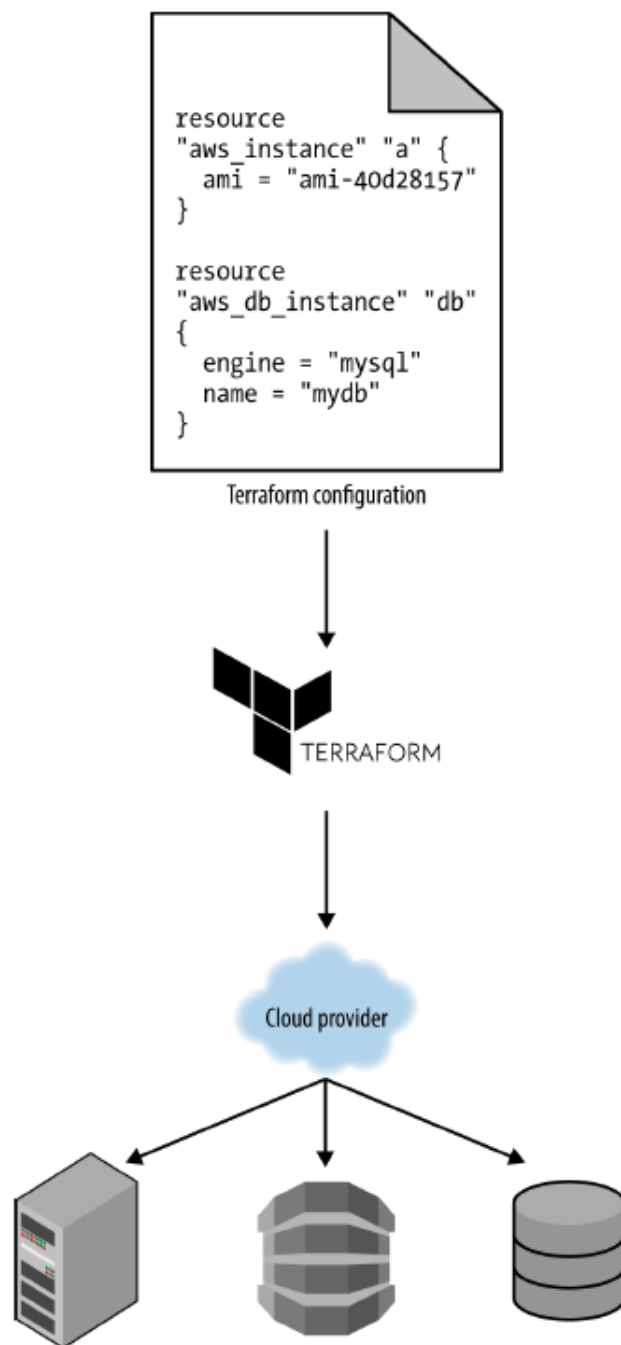 resource
"aws_instance" "a" {
  ami = "ami-40d28157"
}
resource
"aws_db_instance" "db"
{
  engine = "mysql"
  name = "mydb"
}
Terraform configuration
TERRAFORM
Cloud provider